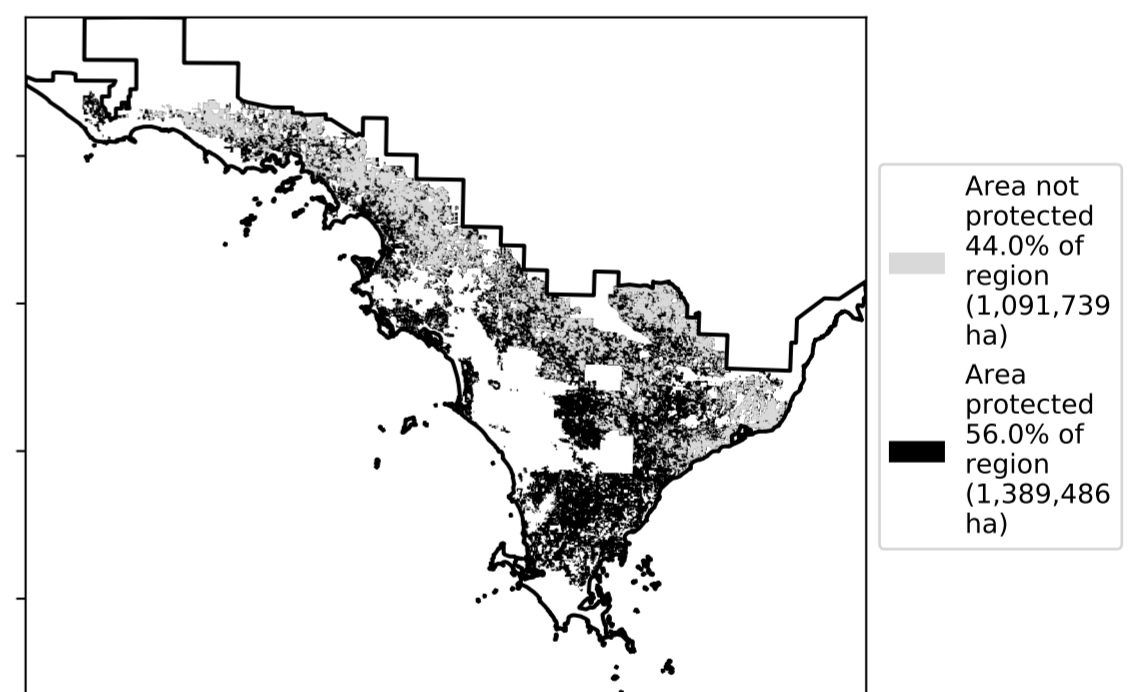 Area not
protected
44.0% of
region
(1,091,739
ha)
Area
protected
56.0% of
region
(1,389,486
ha)